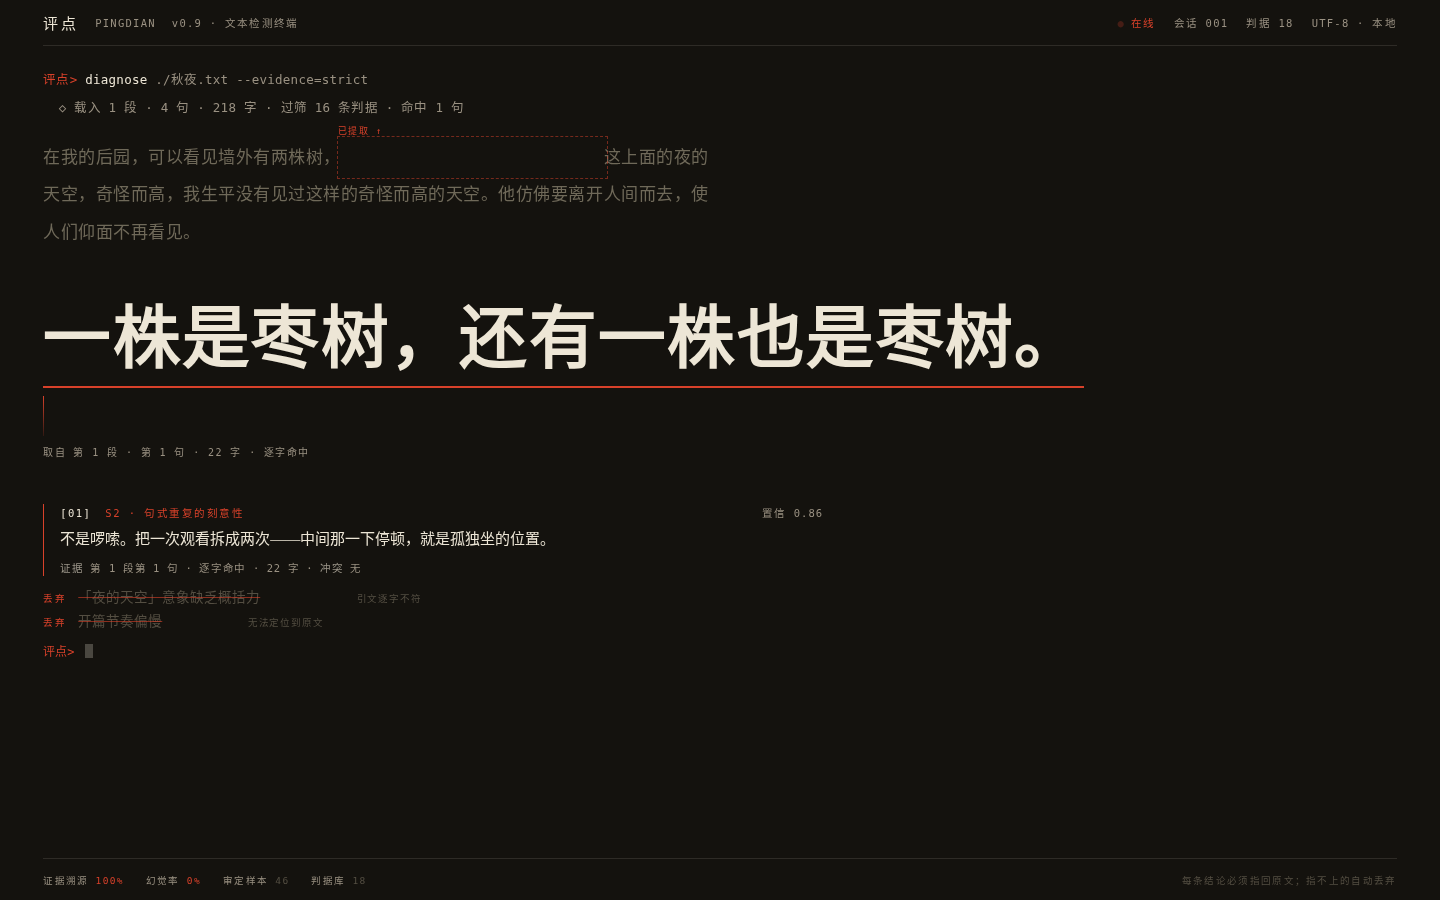 评点 PINGDIAN v0.9 · 文本检测终端
在线 会话 001 判据 18 UTF-8 · 本地
评点> diagnose ./秋夜.txt --evidence=strict
◇ 载入 1 段 · 4 句 · 218 字 · 过筛 16 条判据 · 命中 1 句
已提取 ↑
在我的后园，可以看见墙外有两株树， 这上面的夜的
天空，奇怪而高，我生平没有见过这样的奇怪而高的天空。他仿佛要离开人间而去，使
人们仰面不再看见。
一株是枣树，还有一株也是枣树。
取自 第 1 段 · 第 1 句 · 22 字 · 逐字命中
[01] S2 · 句式重复的刻意性 置信 0.86
不是啰嗦。把一次观看拆成两次——中间那一下停顿，就是孤独坐的位置。
证据 第 1 段第 1 句 · 逐字命中 · 22 字 · 冲突 无
丢弃 「夜的天空」意象缺乏概括力 引文逐字不符
丢弃 开篇节奏偏慢 无法定位到原文
评点>
证据溯源 100% 幻觉率 0% 审定样本 46 判据库 18
每条结论必须指回原文；指不上的自动丢弃